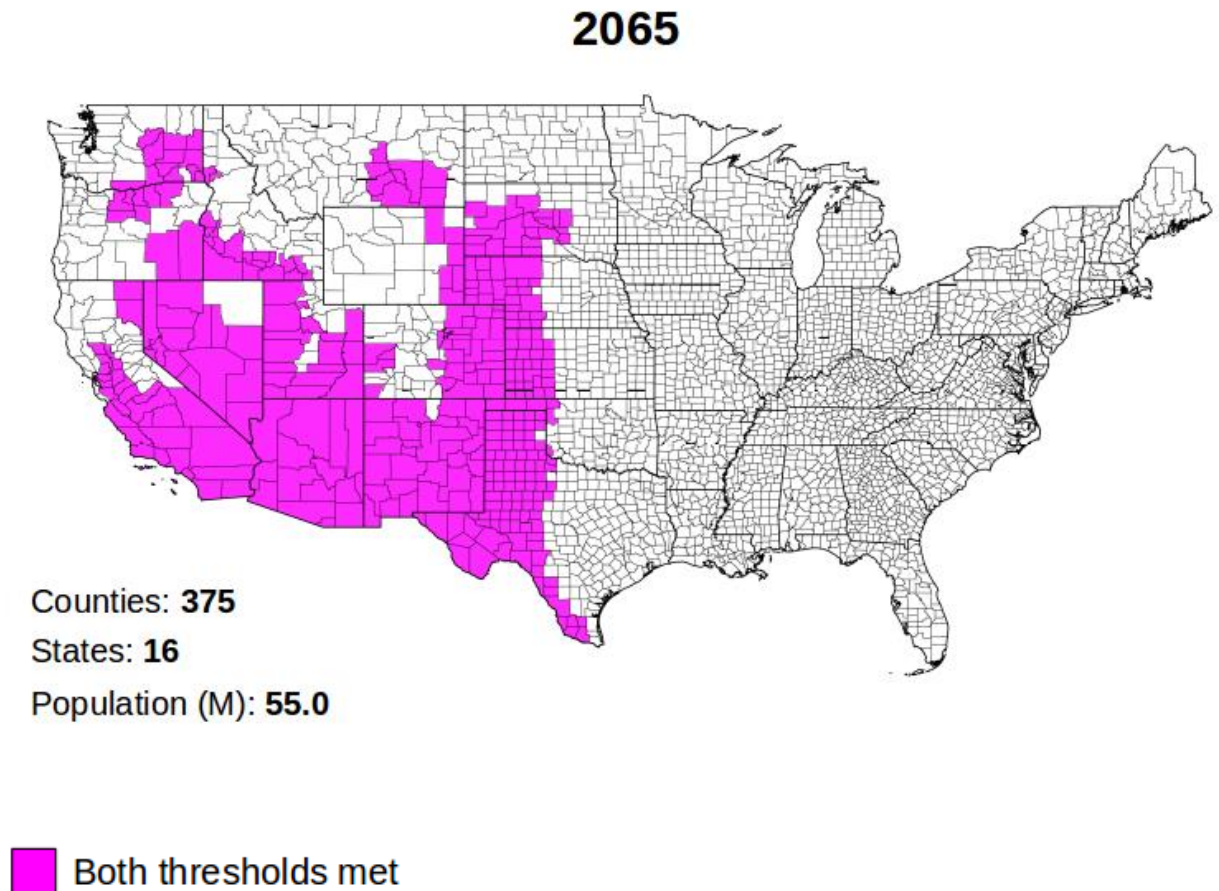 2065
Counties: 375
States: 16
Population (M): 55.0
Both thresholds met